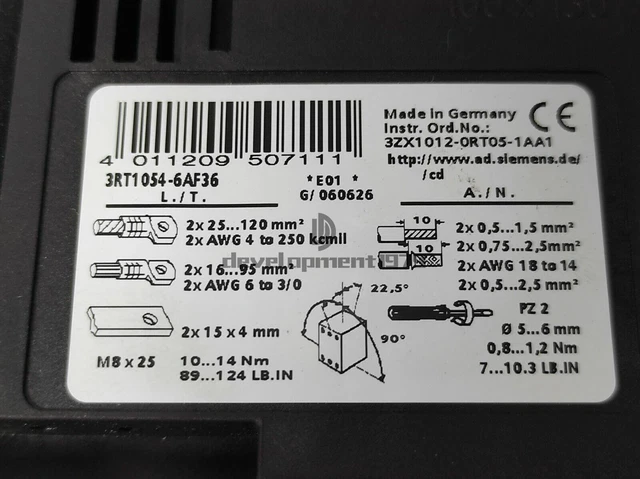 4 011209 507111
Made in Germany
Instr. Ord.No.:
3ZX1012-0RT05-1AA1
http://www.ad.siemens.de/
/cd
CE
3RT1054-6AF36
*E01*
G/060626
L./T.
A./N.
2x 25...120 mm²
2x AWG 4 to 250 kcmil
10
2x 0,5...1,5 mm²
10
2x 0,75...2,5mm²
2x AWG 18 to 14
2x 0,5...2,5 mm²
development197
2x 16...95 mm²
2x AWG 6 to 3/0
22,5°
90°
2x 15 x 4 mm
PZ 2
Ø 5...6 mm
0,8...1,2 Nm
7...10.3 LB.IN
M8 x 25
10...14 Nm
89...124 LB.IN